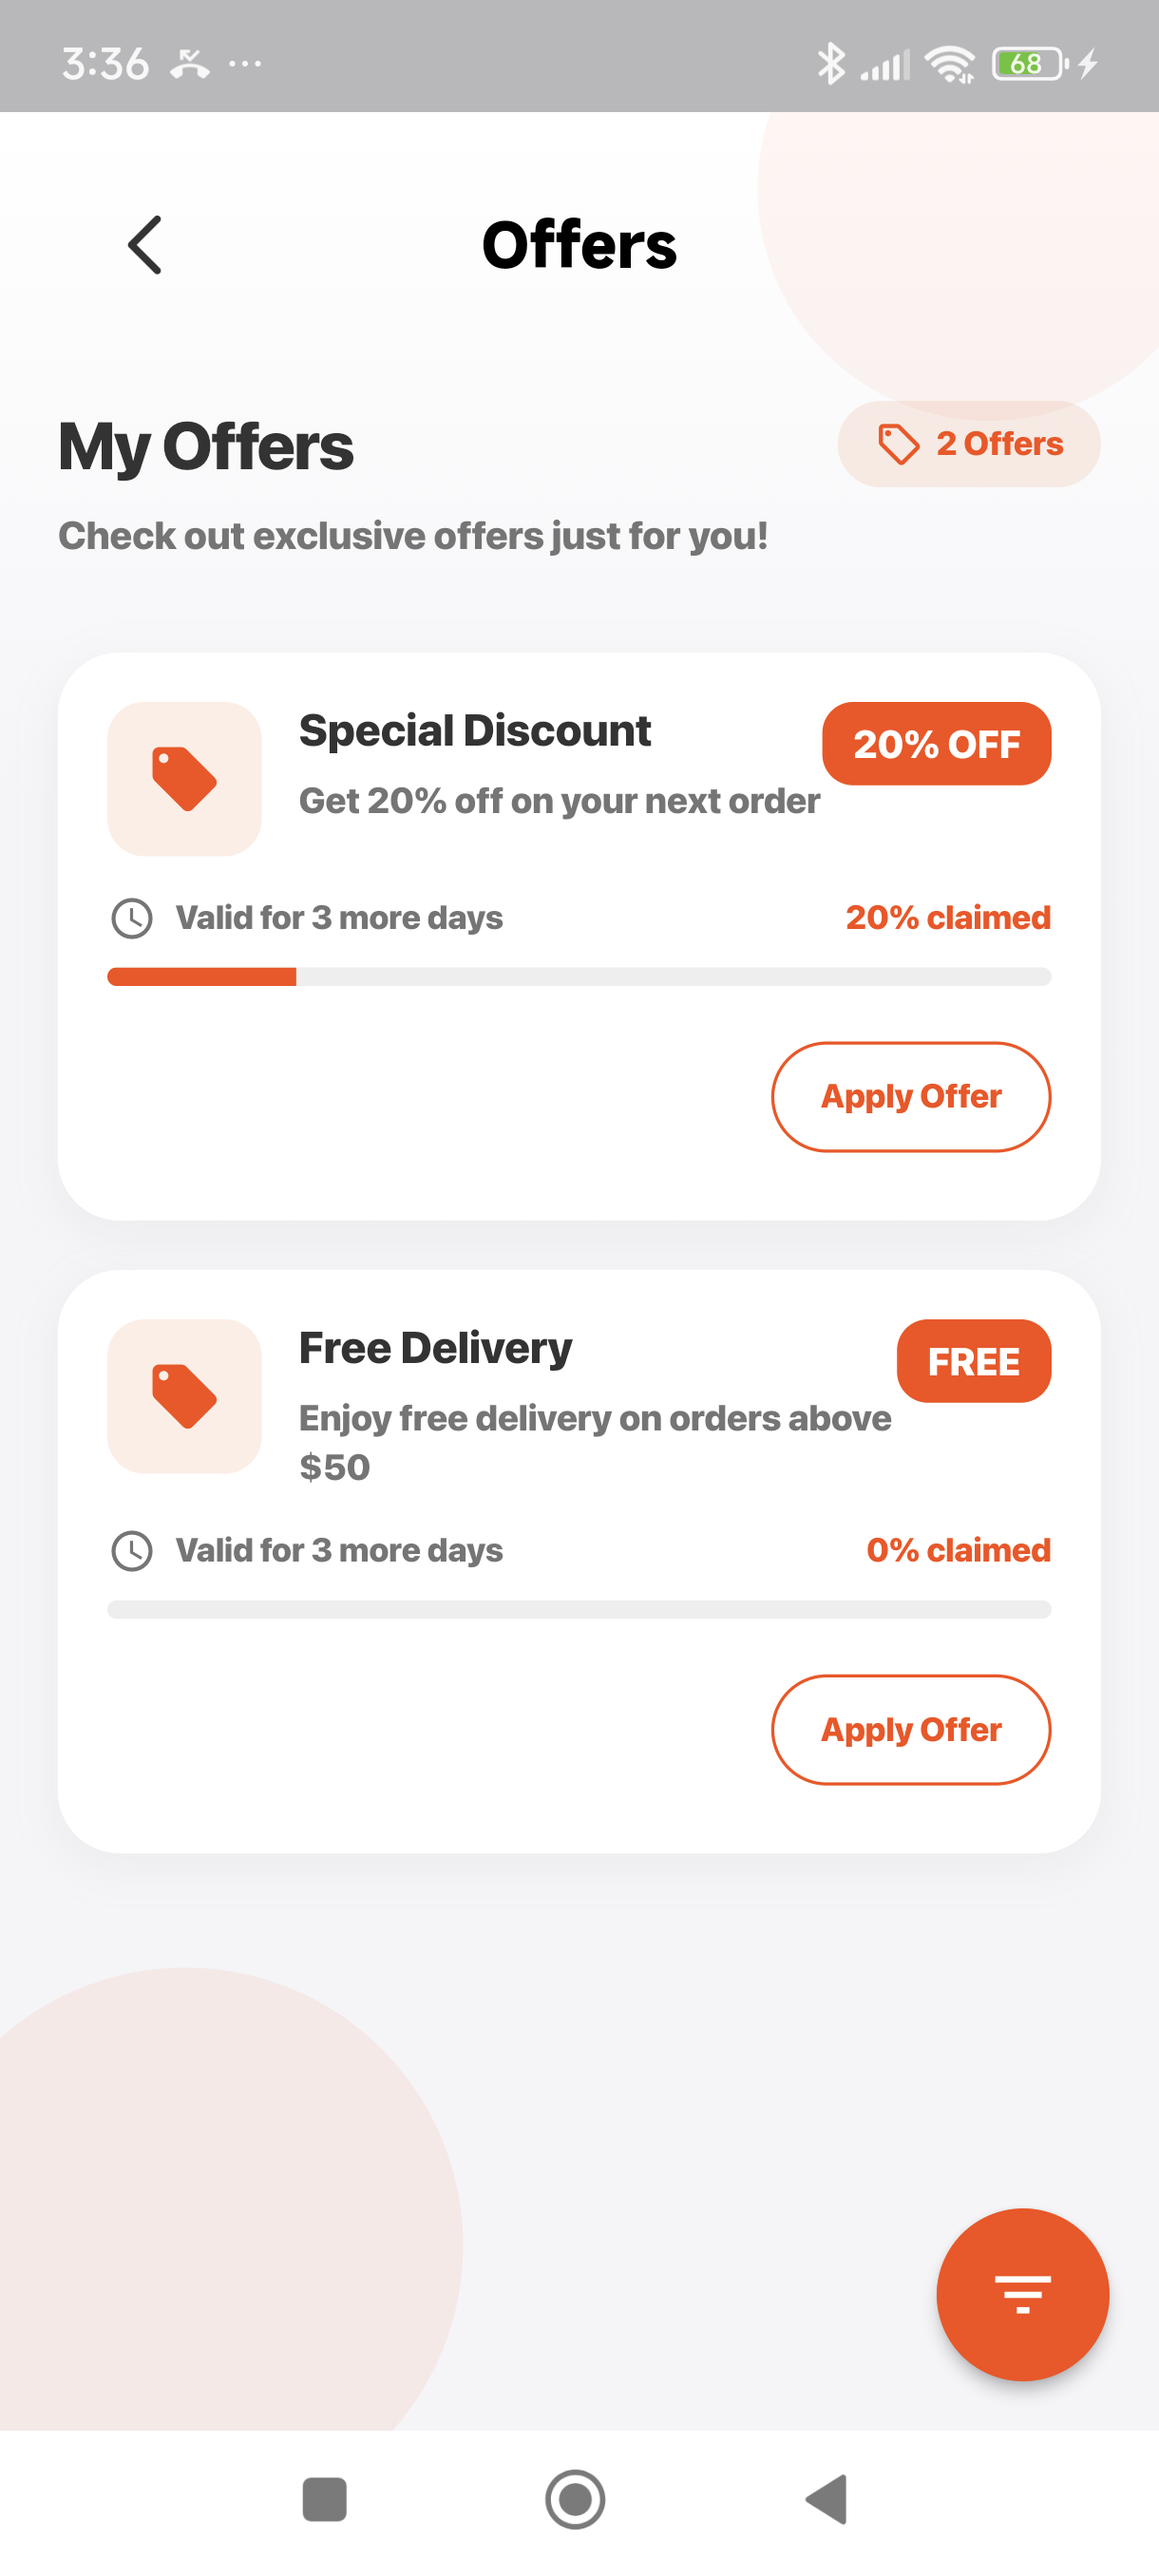 3:36
68
Offers
My Offers
2 Offers
Check out exclusive offers just for you!
Special Discount
20% OFF
Get 20% off on your next order
Valid for 3 more days
20% claimed
Apply Offer
Free Delivery
FREE
Enjoy free delivery on orders above
$50
Valid for 3 more days
0% claimed
Apply Offer